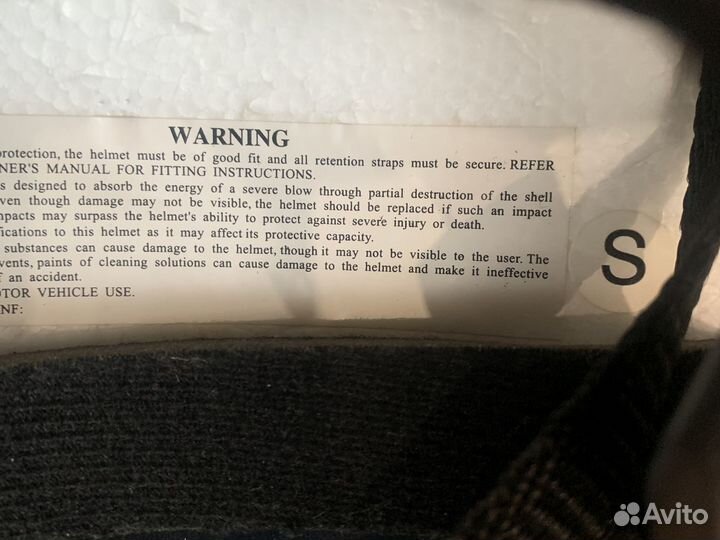 WARNING
protection, the helmet must be of good fit and all retention straps must be secure. REFER
NER'S MANUAL FOR FITTING INSTRUCTIONS.
s designed to absorb the energy of a severe blow through partial destruction of the shell
ven though damage may not be visible, the helmet should be replaced if such an impact
mpacts may surpass the helmet's ability to protect against severe injury or death.
fications to this helmet as it may affect its protective capacity.
substances can cause damage to the helmet, though it may not be visible to the user. The
vents, paints of cleaning solutions can cause damage to the helmet and make it ineffective
f an accident.
OTOR VEHICLE USE.
NF:
S
Avito